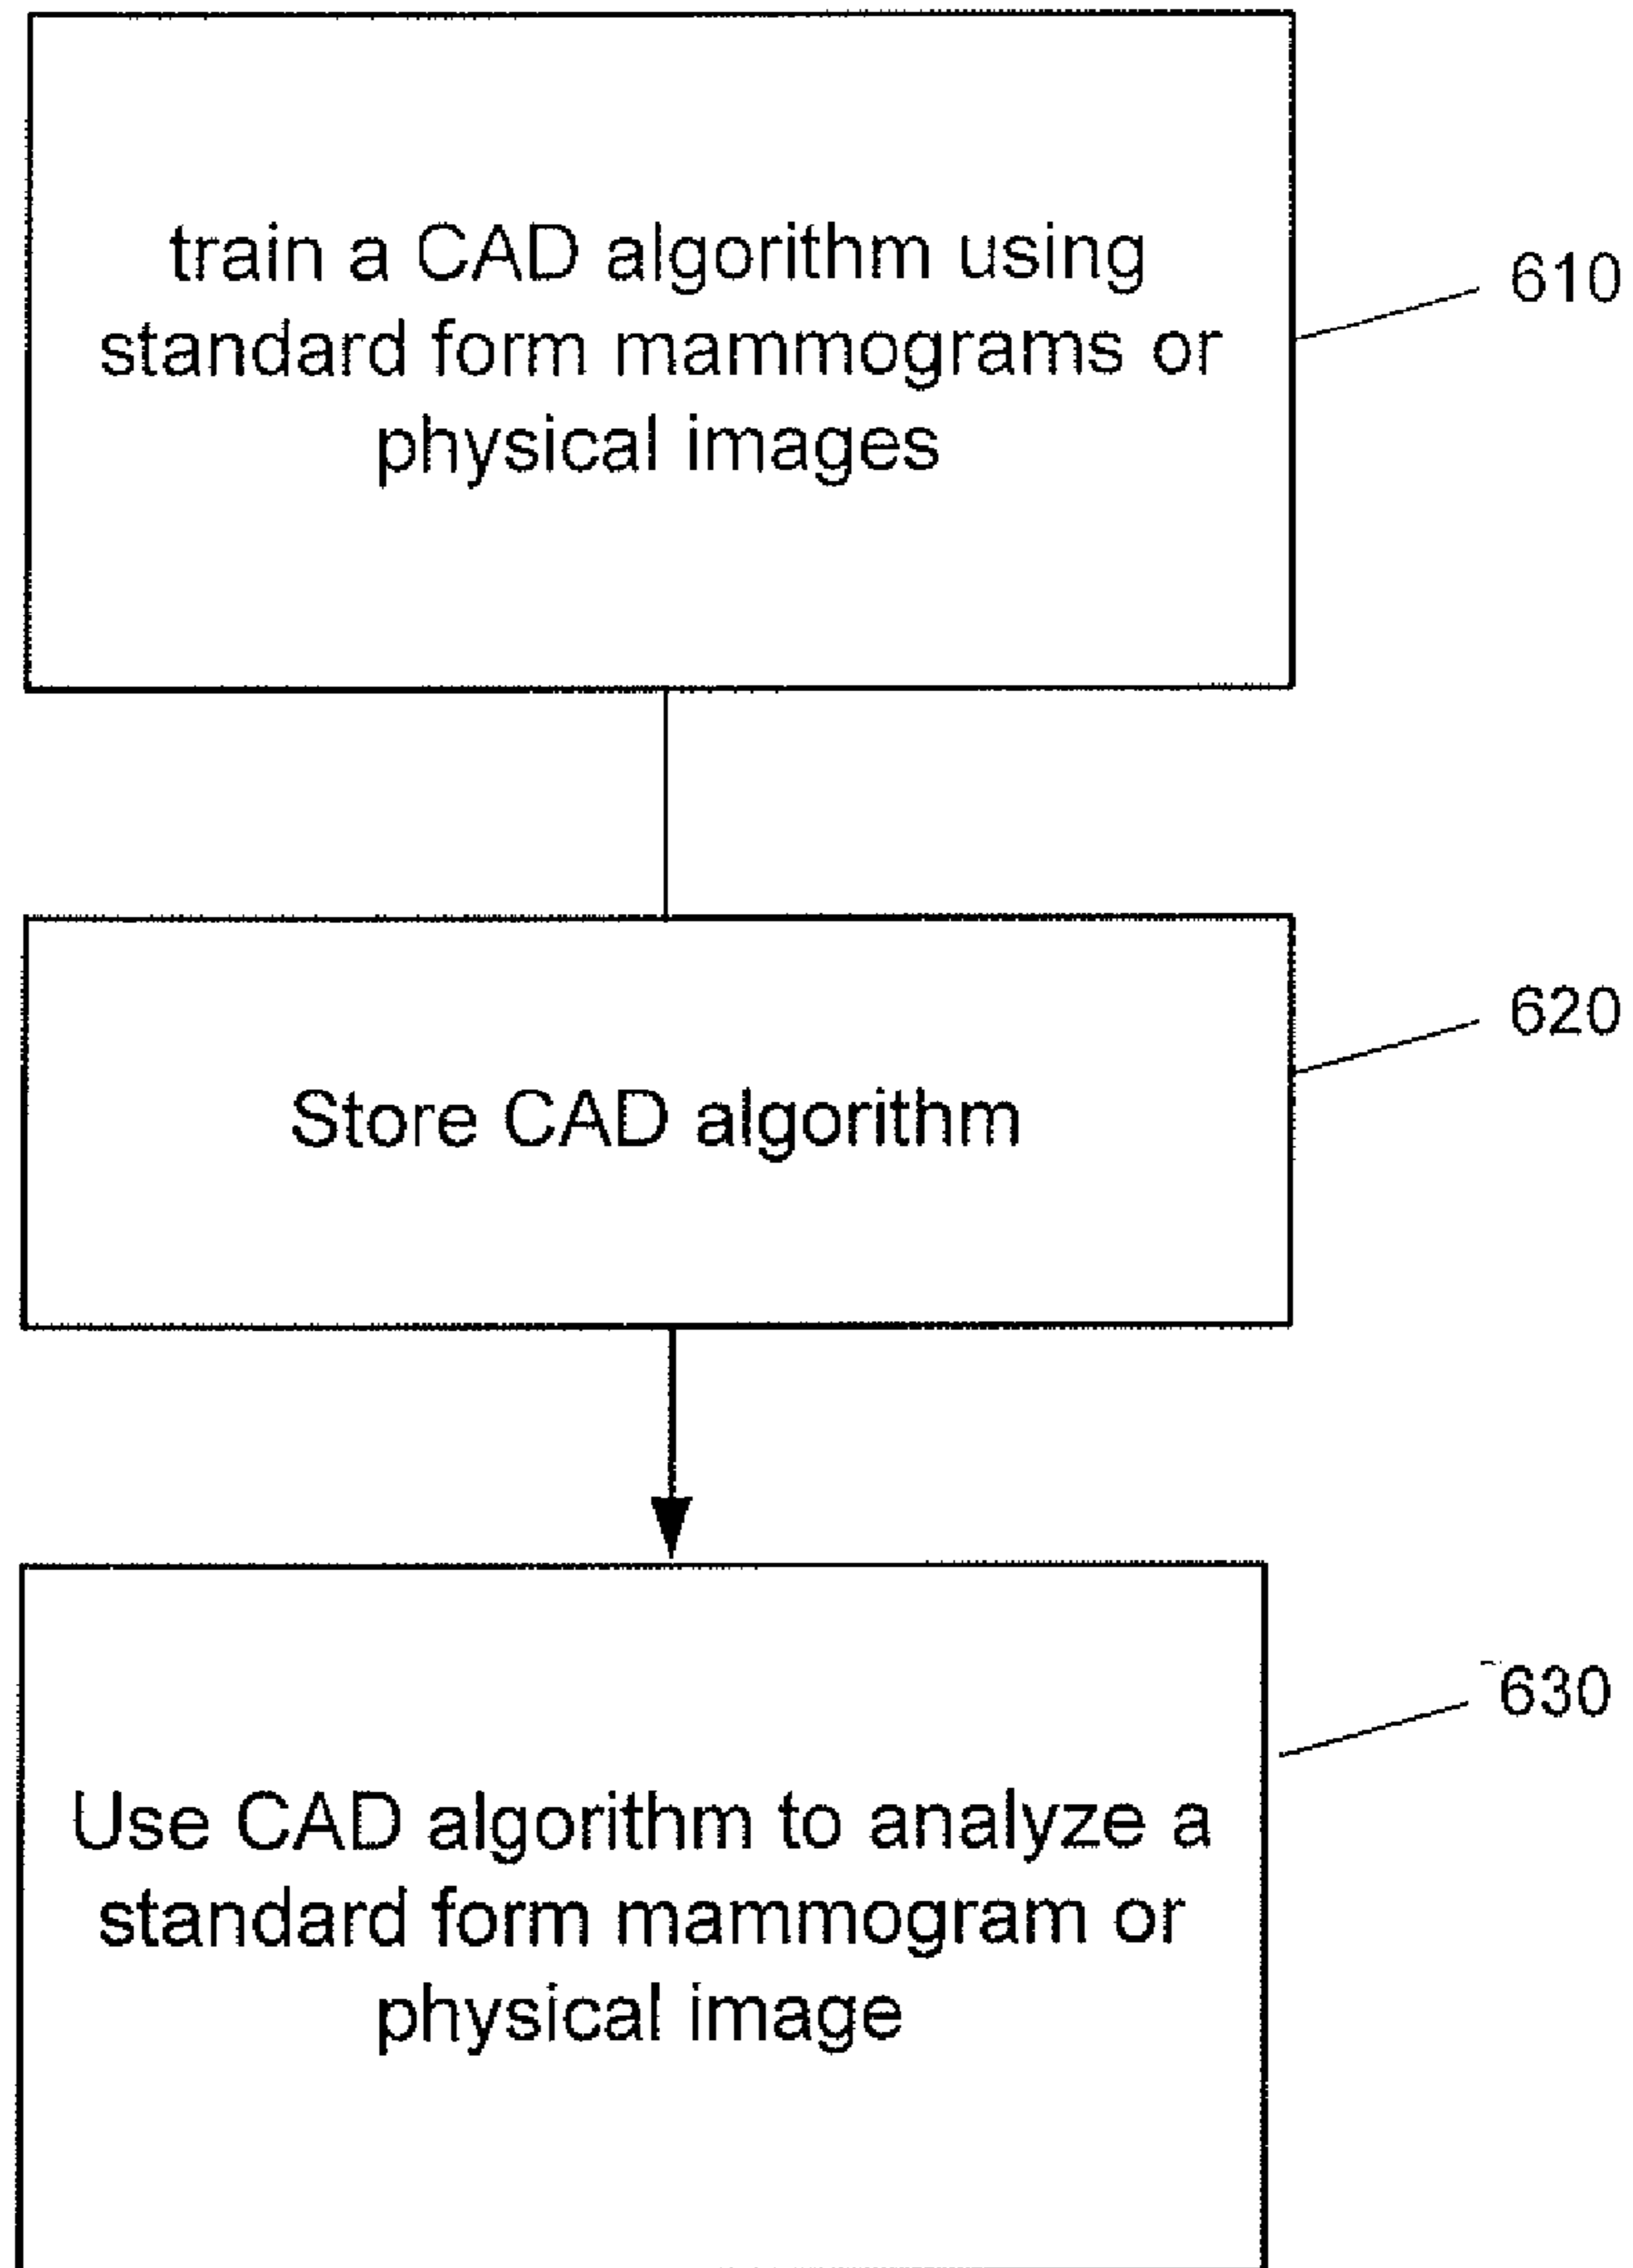 train a CAD algorithm using
standard form mammograms or
physical images
610
Store CAD algorithm
620
Use CAD algorithm to analyze a
standard form mammogram or
physical image
630